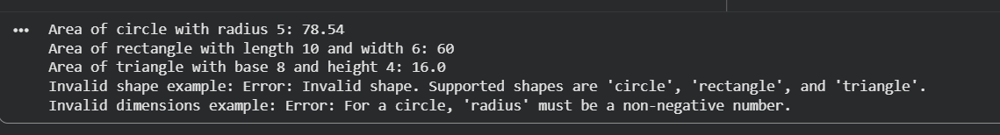 Area of circle with radius 5: 78.54
Area of rectangle with length 10 and width 6: 60
Area of triangle with base 8 and height 4: 16.0
Invalid shape example: Error: Invalid shape. Supported shapes are 'circle', 'rectangle', and 'triangle'.
Invalid dimensions example: Error: For a circle, 'radius' must be a non-negative number.